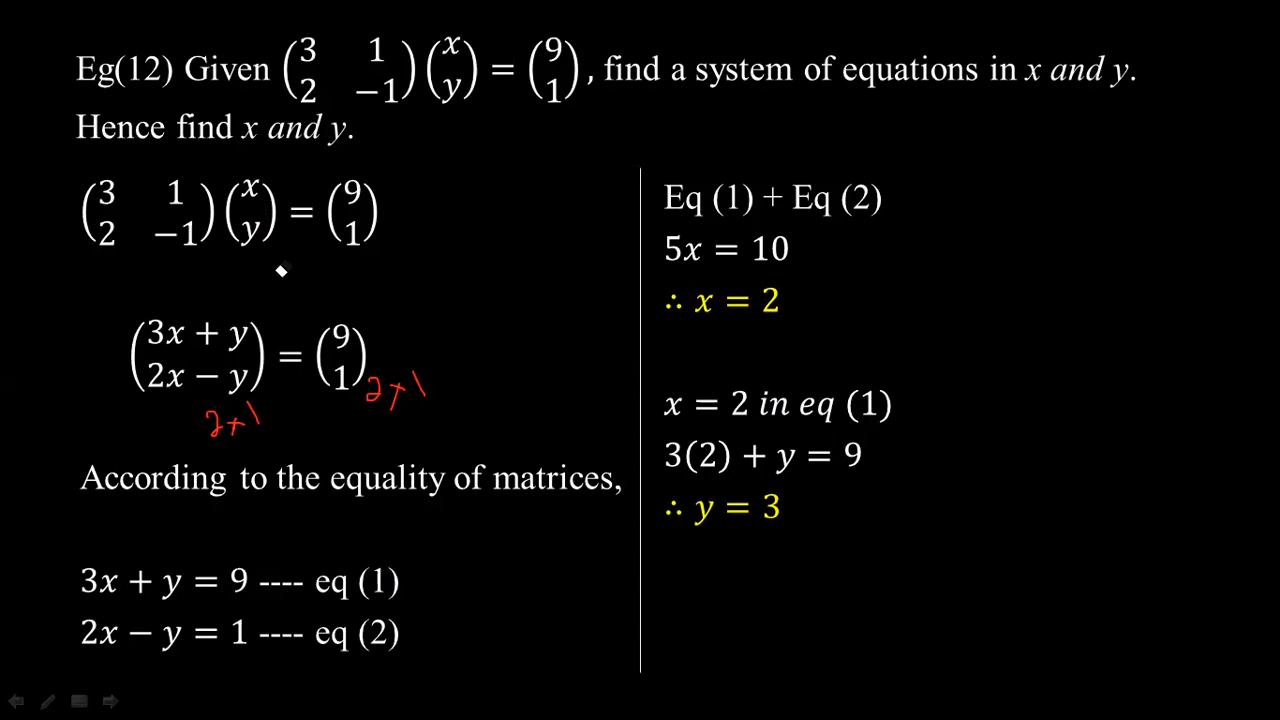 Eg(12) Given (3 1 2 −1)(x y) = (9 1), find a system of equations in x and y.
Hence find x and y.
(3 1 2 −1)(x y) = (9 1)
(3x + y 2x − y) = (9 1)
2×1 2×1
According to the equality of matrices,
3x + y = 9 ---- eq (1)
2x − y = 1 ---- eq (2)
Eq (1) + Eq (2)
5x = 10
∴ x = 2
x = 2 in eq (1)
3(2) + y = 9
∴ y = 3